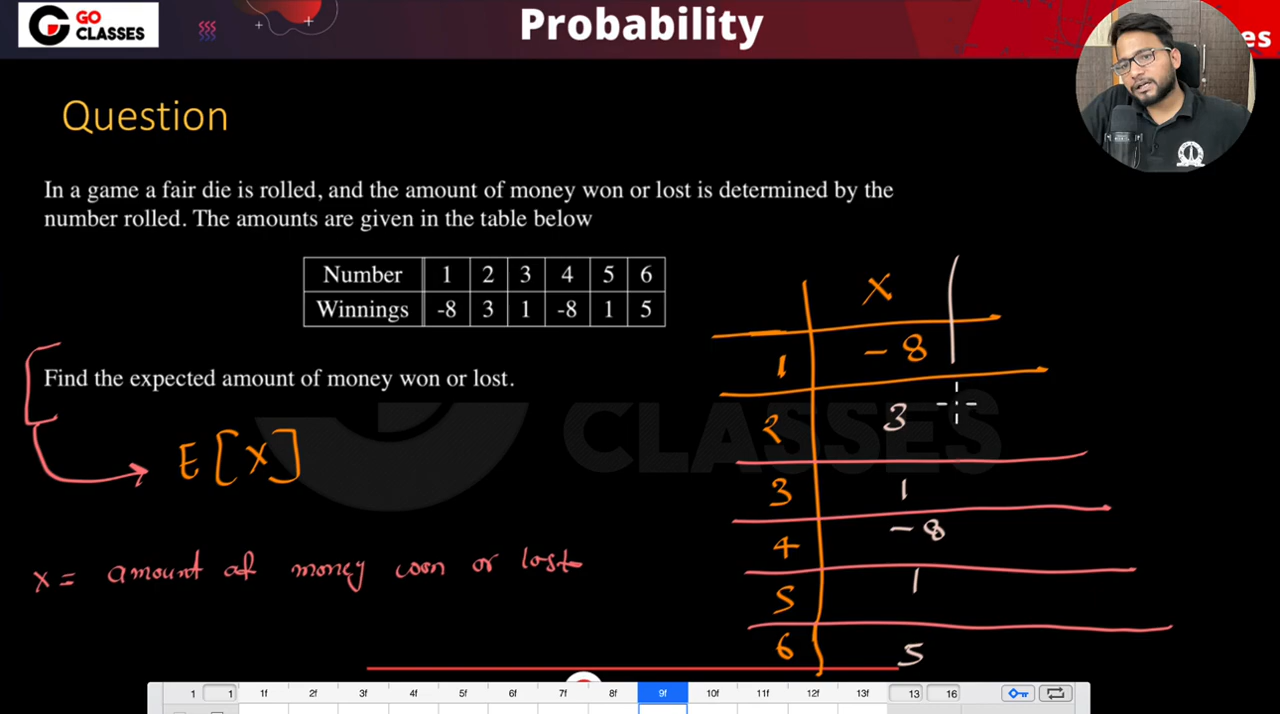 GO
CLASSES
Probability
es
Question
In a game a fair die is rolled, and the amount of money won or lost is determined by the
number rolled. The amounts are given in the table below
Number 1 2 3 4 5 6
Winnings -8 3 1 -8 1 5
Find the expected amount of money won or lost.
E[X]
x = amount of money won or lost
X
1 -8
2 3
3 1
4 -8
5 1
6 5
CLASSES
1 1 1f 2f 3f 4f 5f 6f 7f 8f 9f 10f 11f 12f 13f 13 16